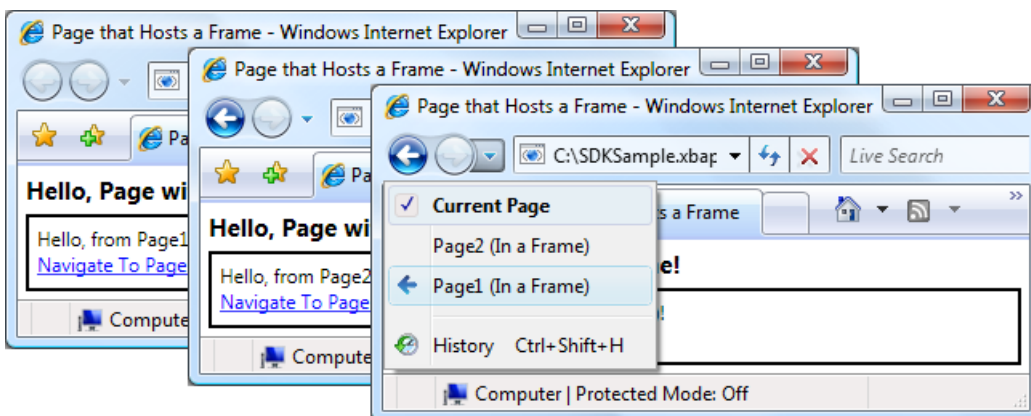 Page that Hosts a Frame - Windows Internet Explorer
Pa
Hello, Page wi
Hello, from Page1
Navigate To Page
Compute
Page that Hosts a Frame - Windows Internet Explorer
Pa
Hello, Page wi
Hello, from Page2
Navigate To Page
Compute
Page that Hosts a Frame - Windows Internet Explorer
C:\SDKSample.xbap
Live Search
s a Frame
»
e!
!
Current Page
Page2 (In a Frame)
Page1 (In a Frame)
History Ctrl+Shift+H
Computer | Protected Mode: Off